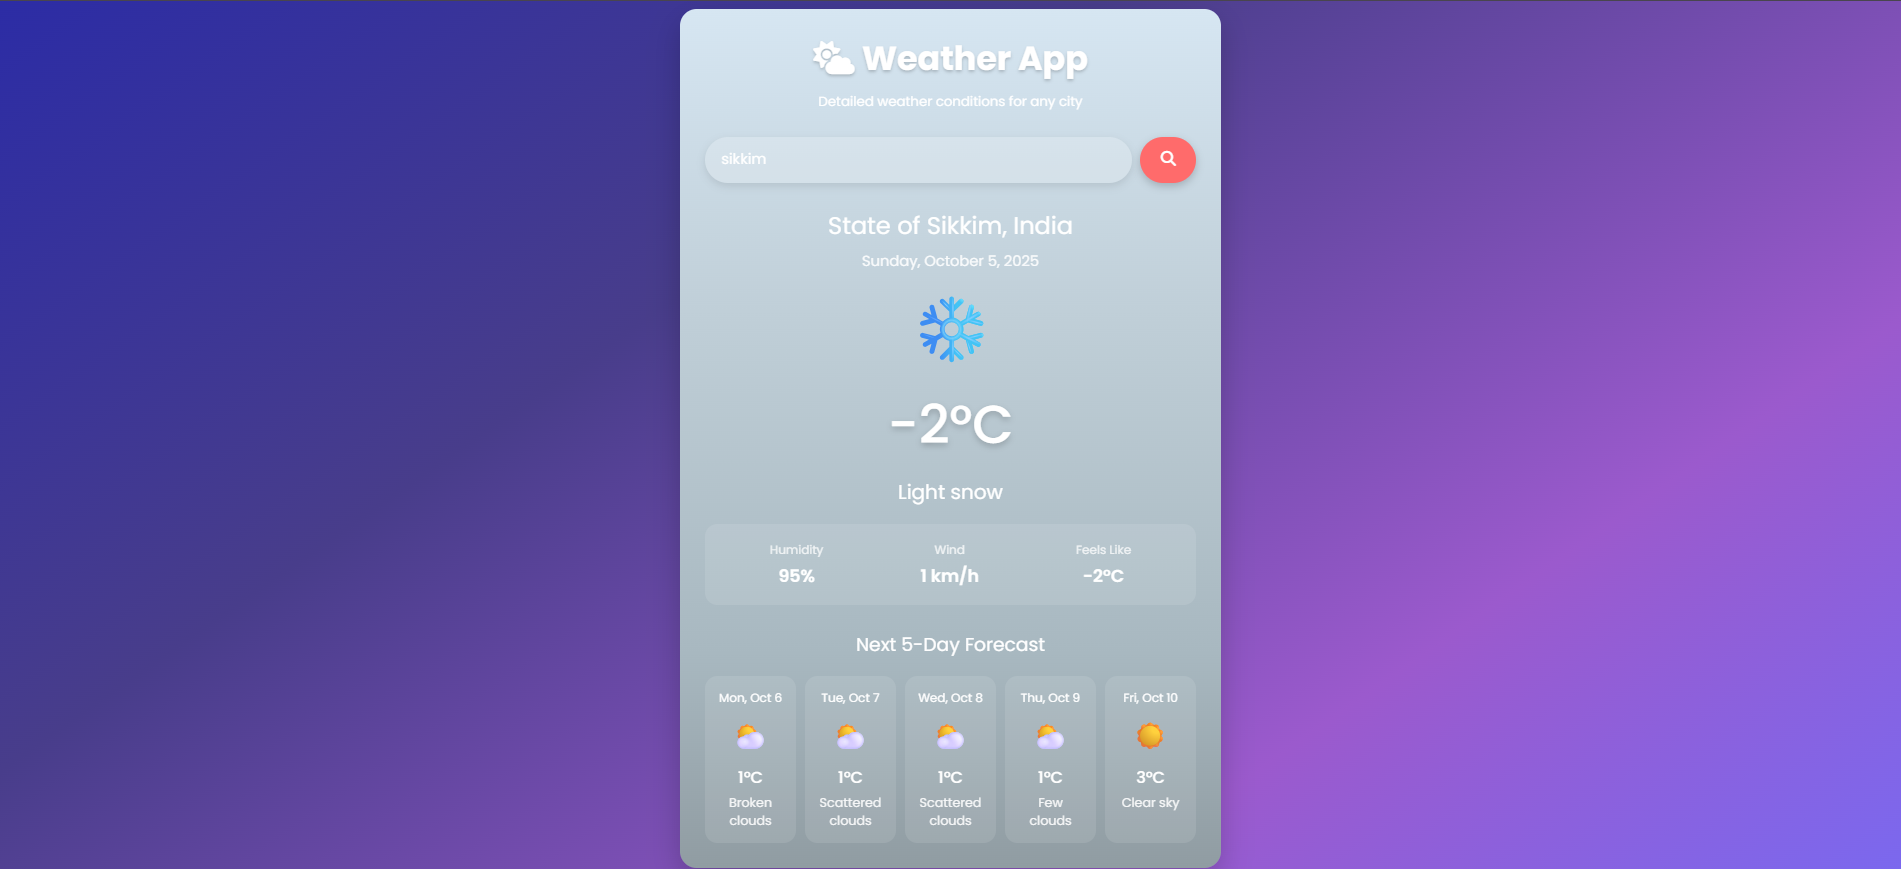 Weather App
Detailed weather conditions for any city
sikkim
State of Sikkim, India
Sunday, October 5, 2025
-2°C
Light snow
Humidity Wind Feels Like
95% 1 km/h -2°C
Next 5-Day Forecast
Mon, Oct 6 Tue, Oct 7 Wed, Oct 8 Thu, Oct 9 Fri, Oct 10
1°C 1°C 1°C 1°C 3°C
Broken Scattered Scattered Few Clear sky
clouds clouds clouds clouds